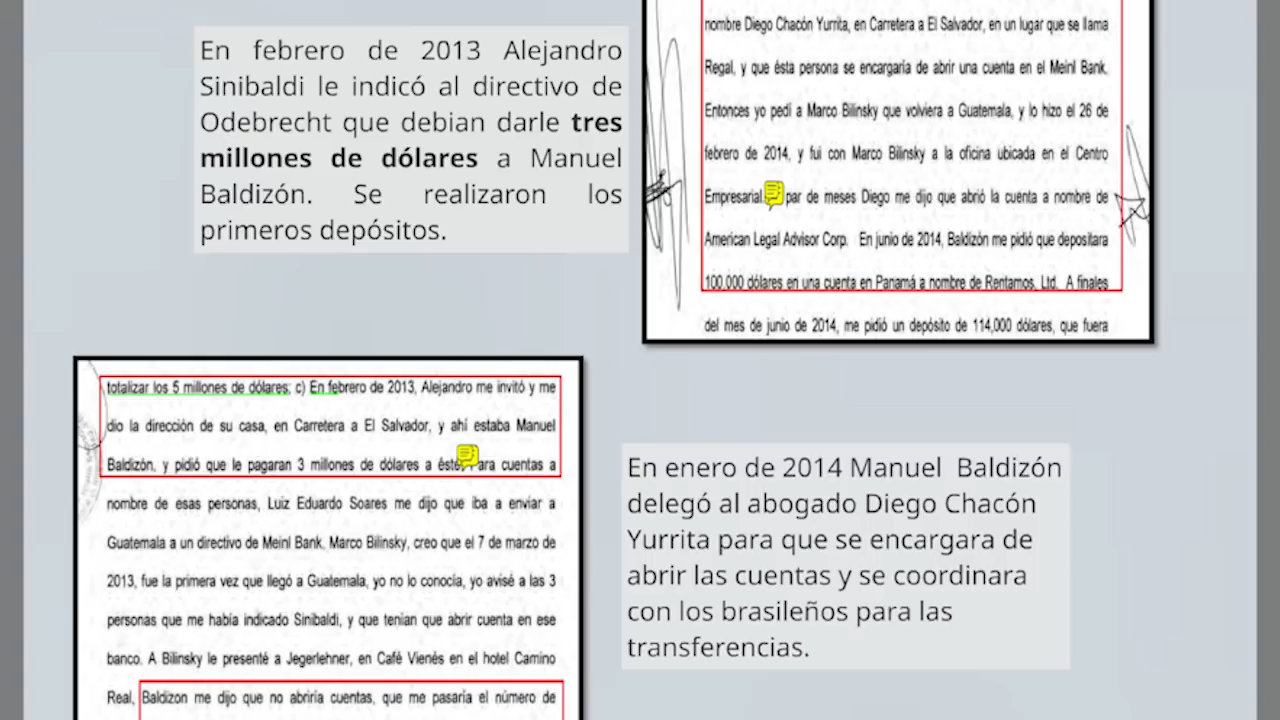 En febrero de 2013 Alejandro
Sinibaldi le indicó al directivo de
Odebrecht que debian darle tres
millones de dólares a Manuel
Baldizón. Se realizaron los
primeros depósitos.
nombre Diego Chacón Yurrita, en Carretera a El Salvador, en un lugar que se llama
Regal, y que ésta persona se encargaría de abrir una cuenta en el Meinl Bank.
Entonces yo pedí a Marco Bilinsky que volviera a Guatemala, y lo hizo el 26 de
febrero de 2014, y fui con Marco Bilinsky a la oficina ubicada en el Centro
Empresarial par de meses Diego me dijo que abrió la cuenta a nombre de
American Legal Advisor Corp. En junio de 2014, Baldizón me pidió que depositara
100,000 dólares en una cuenta en Panamá a nombre de Rentamos, Ltd. A finales
del mes de junio de 2014, me pidió un depósito de 114,000 dólares, que fuera
totalizar los 5 millones de dólares; c) En febrero de 2013, Alejandro me invitó y me
dio la dirección de su casa, en Carretera a El Salvador, y ahí estaba Manuel
Baldizón, y pidió que le pagaran 3 millones de dólares a cuentas a
nombre de esas personas, Luiz Eduardo Soares me dijo que iba a enviar a
Guatemala a un directivo de Meinl Bank, Marco Bilinsky, creo que el 7 de marzo de
2013, fue la primera vez que llegó a Guatemala, yo no lo conocía, yo avisé a las 3
personas que me había indicado Sinibaldi, y que tenían que abrir cuenta en ese
banco. A Bilinsky le presenté a Jegerlehner, en Café Vienés en el hotel Camino
Real, Baldizon me dijo que no abriría cuentas, que me pasaría el número de
En enero de 2014 Manuel Baldizón
delegó al abogado Diego Chacón
Yurrita para que se encargara de
abrir las cuentas y se coordinara
con los brasileños para las
transferencias.